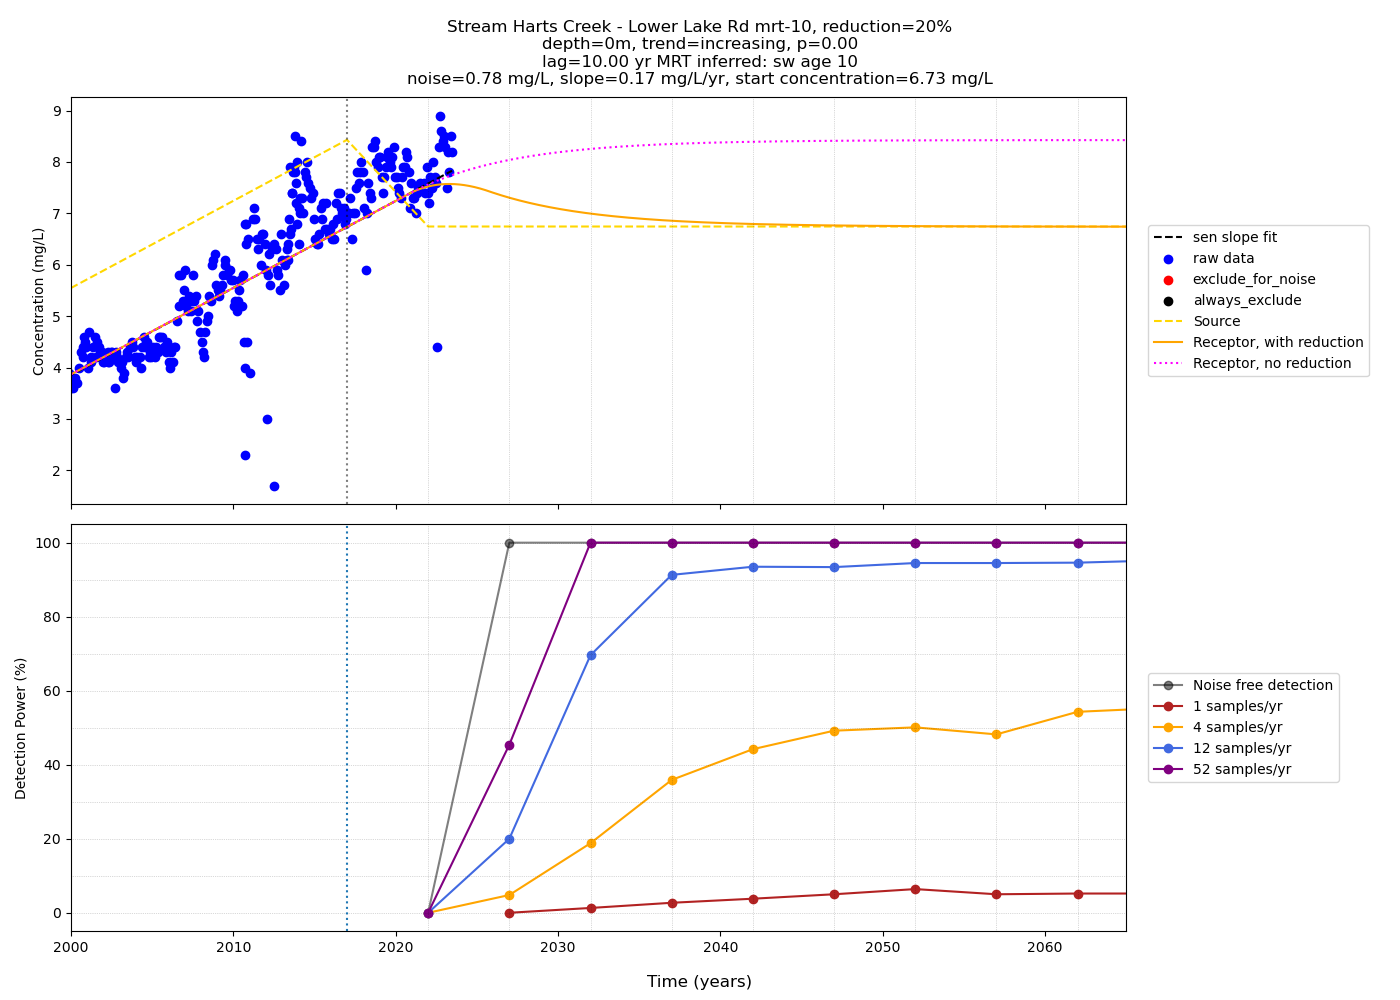 Stream Harts Creek - Lower Lake Rd mrt-10, reduction=20%
depth=0m, trend=increasing, p=0.00
lag=10.00 yr MRT inferred: sw age 10
noise=0.78 mg/L, slope=0.17 mg/L/yr, start concentration=6.73 mg/L
Concentration (mg/L)
9
8
7
6
5
4
3
2
sen slope fit
raw data
exclude_for_noise
always_exclude
Source
Receptor, with reduction
Receptor, no reduction
Detection Power (%)
100
80
60
40
20
0
Noise free detection
1 samples/yr
4 samples/yr
12 samples/yr
52 samples/yr
2000 2010 2020 2030 2040 2050 2060
Time (years)